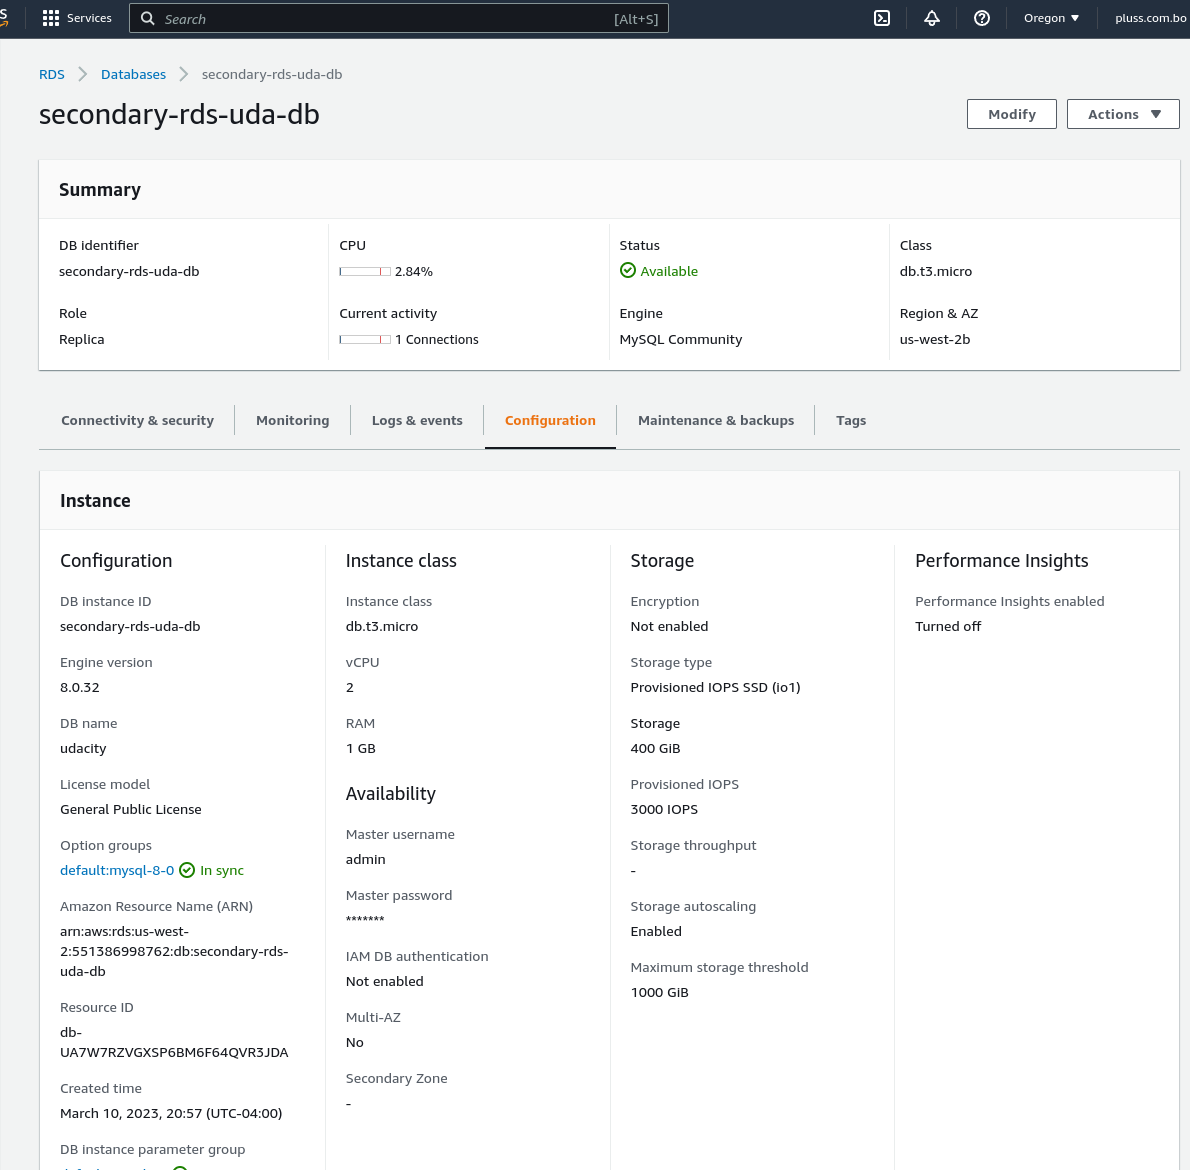 Services
Search
[Alt+S]
Oregon
pluss.com.bo
RDS
Databases
secondary-rds-uda-db
secondary-rds-uda-db
Modify
Actions
Summary
DB identifier
secondary-rds-uda-db
Role
Replica
CPU
2.84%
Current activity
1 Connections
Status
Available
Engine
MySQL Community
Class
db.t3.micro
Region & AZ
us-west-2b
Connectivity & security
Monitoring
Logs & events
Configuration
Maintenance & backups
Tags
Instance
Configuration
DB instance ID
secondary-rds-uda-db
Engine version
8.0.32
DB name
udacity
License model
General Public License
Option groups
default:mysql-8-0 In sync
Amazon Resource Name (ARN)
arn:aws:rds:us-west-
2:551386998762:db:secondary-rds-
uda-db
Resource ID
db-
UA7W7RZVGXSP6BM6F64QVR3JDA
Created time
March 10, 2023, 20:57 (UTC-04:00)
DB instance parameter group
Instance class
Instance class
db.t3.micro
vCPU
2
RAM
1 GB
Availability
Master username
admin
Master password
*******
IAM DB authentication
Not enabled
Multi-AZ
No
Secondary Zone
-
Storage
Encryption
Not enabled
Storage type
Provisioned IOPS SSD (io1)
Storage
400 GiB
Provisioned IOPS
3000 IOPS
Storage throughput
-
Storage autoscaling
Enabled
Maximum storage threshold
1000 GiB
Performance Insights
Performance Insights enabled
Turned off